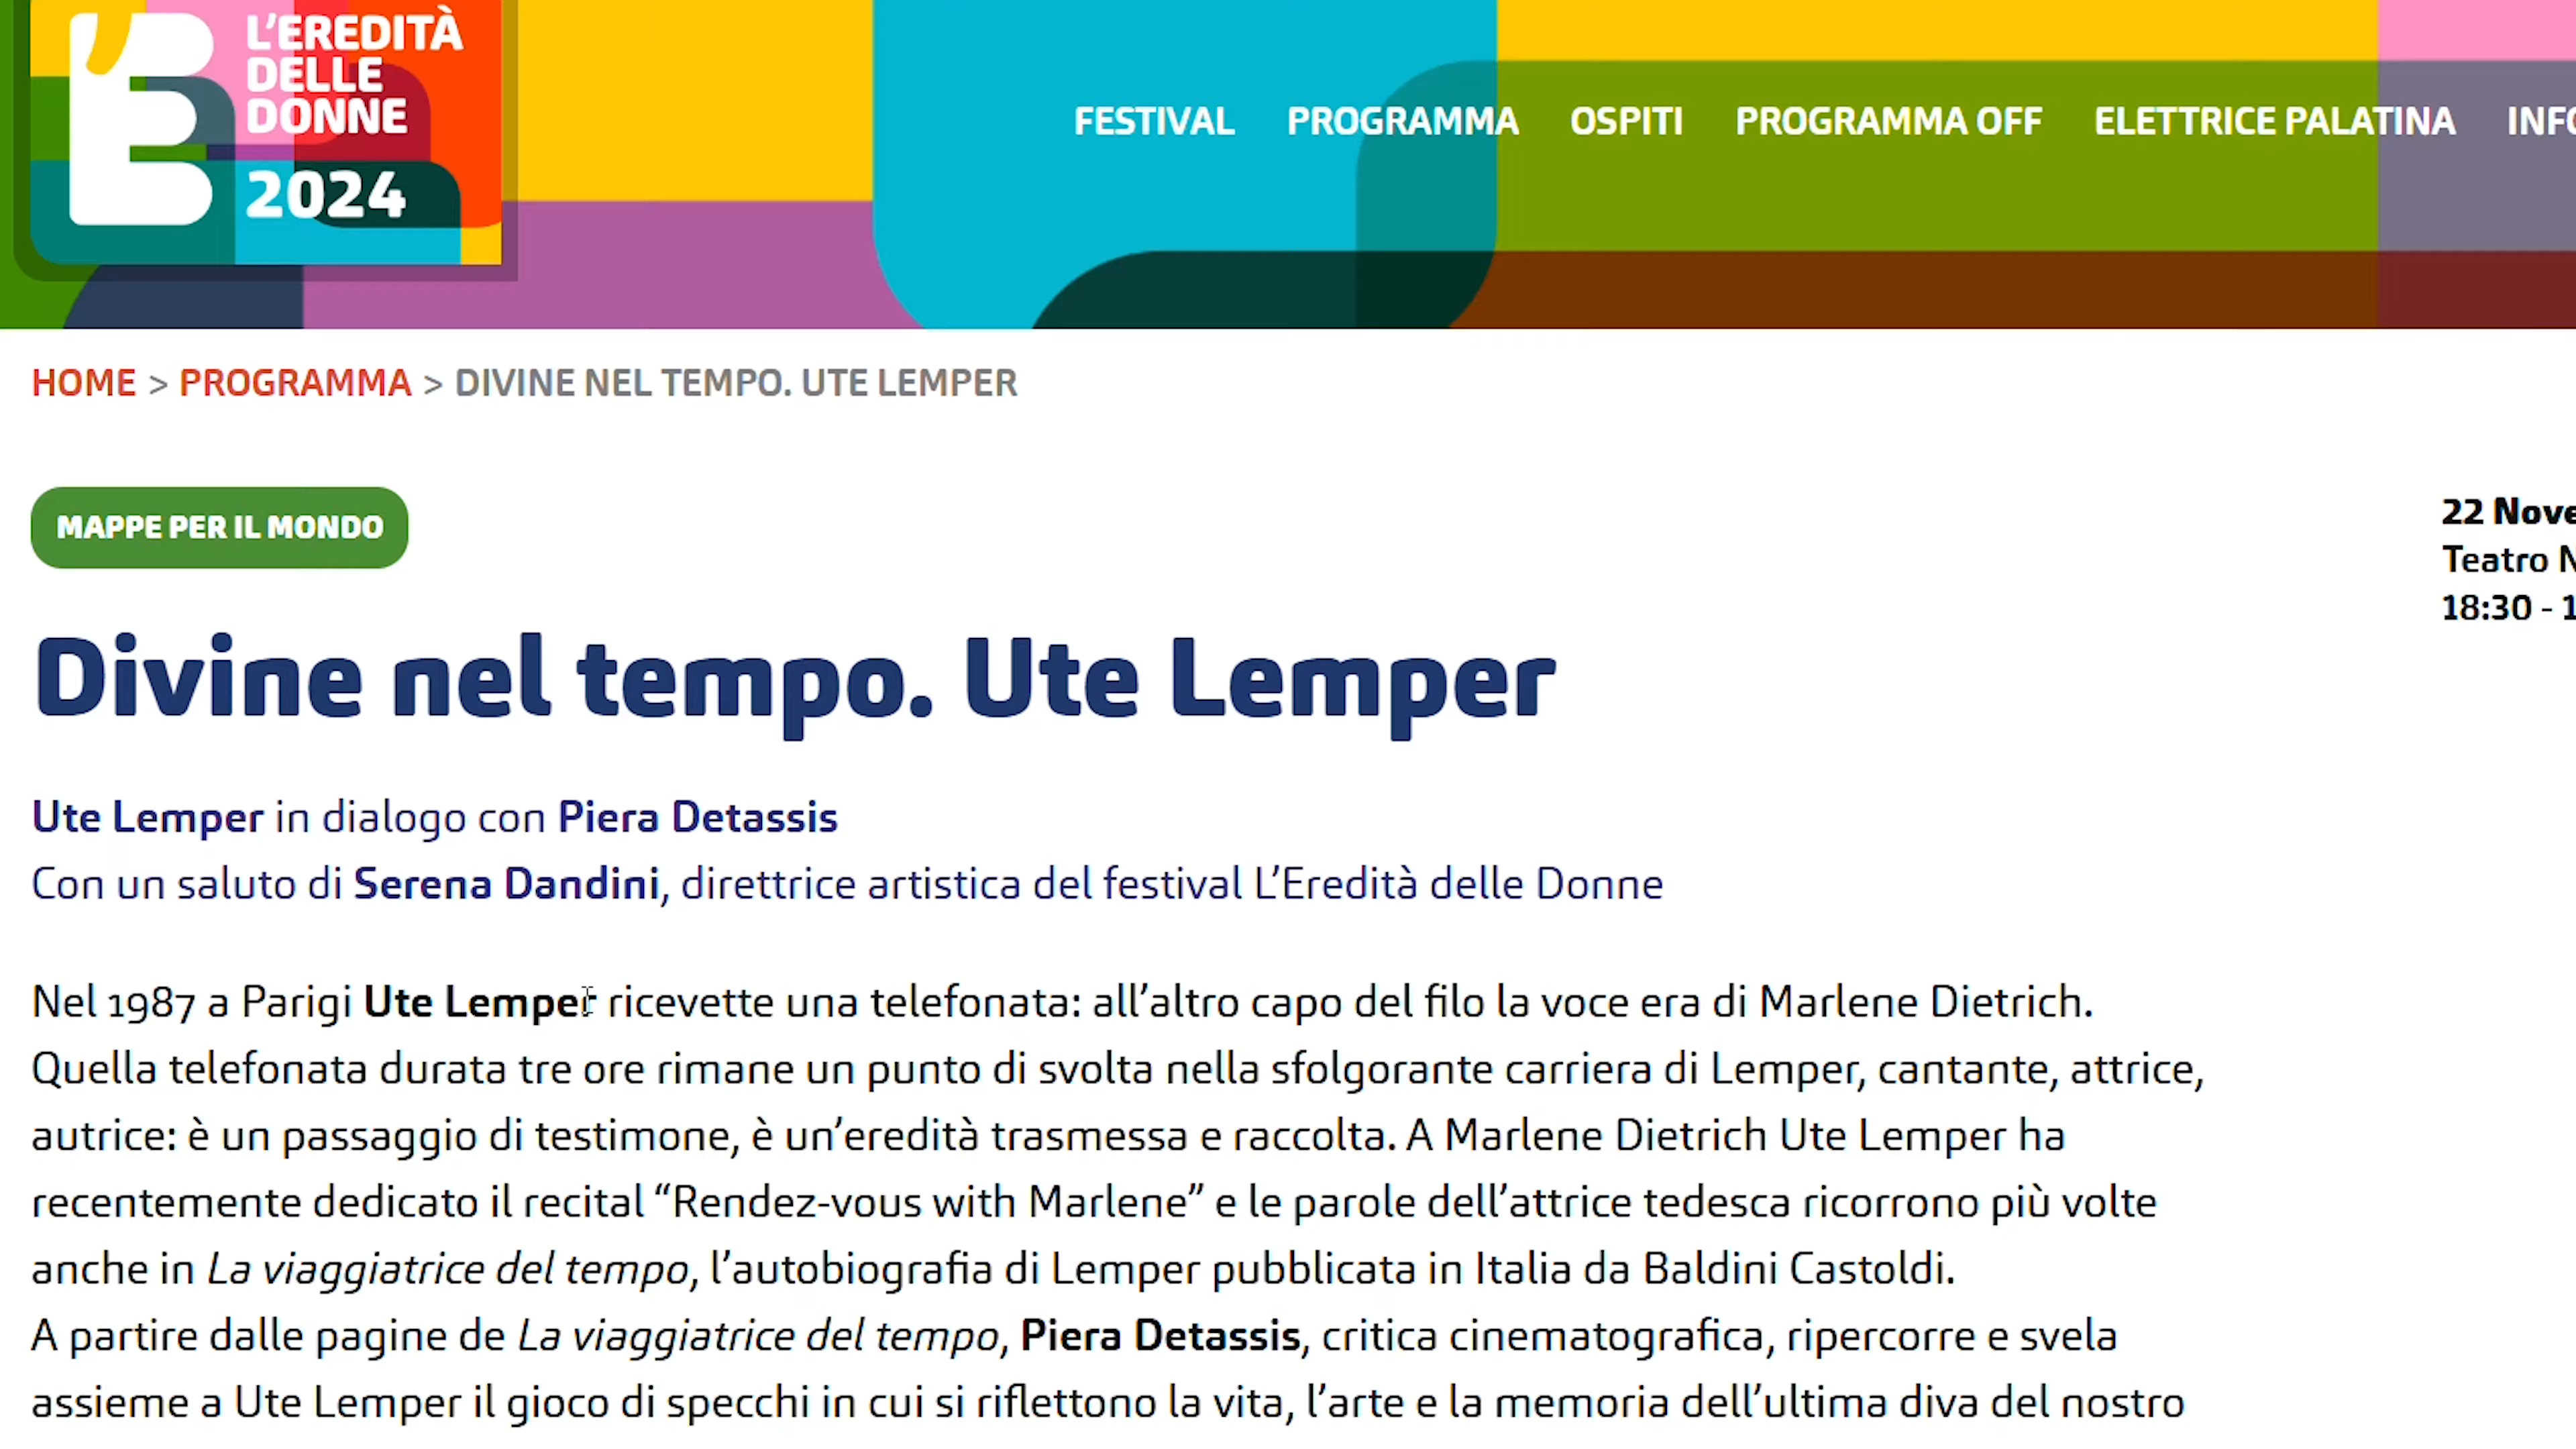 L'EREDITÀ
DELLE
DONNE
2024
FESTIVAL PROGRAMMA OSPITI PROGRAMMA OFF ELETTRICE PALATINA
HOME > PROGRAMMA > DIVINE NEL TEMPO. UTE LEMPER
MAPPE PER IL MONDO
22
Teatro
18:30 -
Divine nel tempo. Ute Lemper
Ute Lemper in dialogo con Piera Detassis
Con un saluto di Serena Dandini, direttrice artistica del festival L’Eredità delle Donne
Nel 1987 a Parigi Ute Lemper ricevette una telefonata: all’altro capo del filo la voce era di Marlene Dietrich.
Quella telefonata durata tre ore rimane un punto di svolta nella sfolgorante carriera di Lemper, cantante, attrice,
autrice: è un passaggio di testimone, è un’eredità trasmessa e raccolta. A Marlene Dietrich Ute Lemper ha
recentemente dedicato il recital “Rendez-vous with Marlene” e le parole dell’attrice tedesca ricorrono più volte
anche in La viaggiatrice del tempo, l’autobiografia di Lemper pubblicata in Italia da Baldini Castoldi.
A partire dalle pagine de La viaggiatrice del tempo, Piera Detassis, critica cinematografica, ripercorre e svela
assieme a Ute Lemper il gioco di specchi in cui si riflettono la vita, l’arte e la memoria dell’ultima diva del nostro